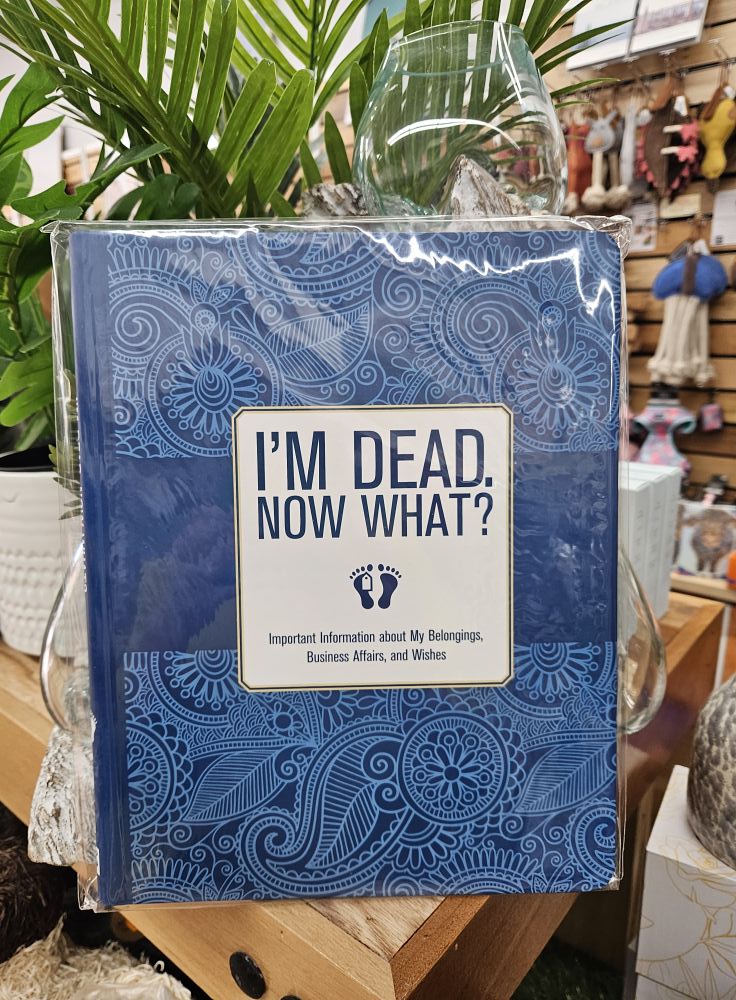 I'M DEAD.
NOW WHAT?
Important Information about My Belongings,
Business Affairs, and Wishes